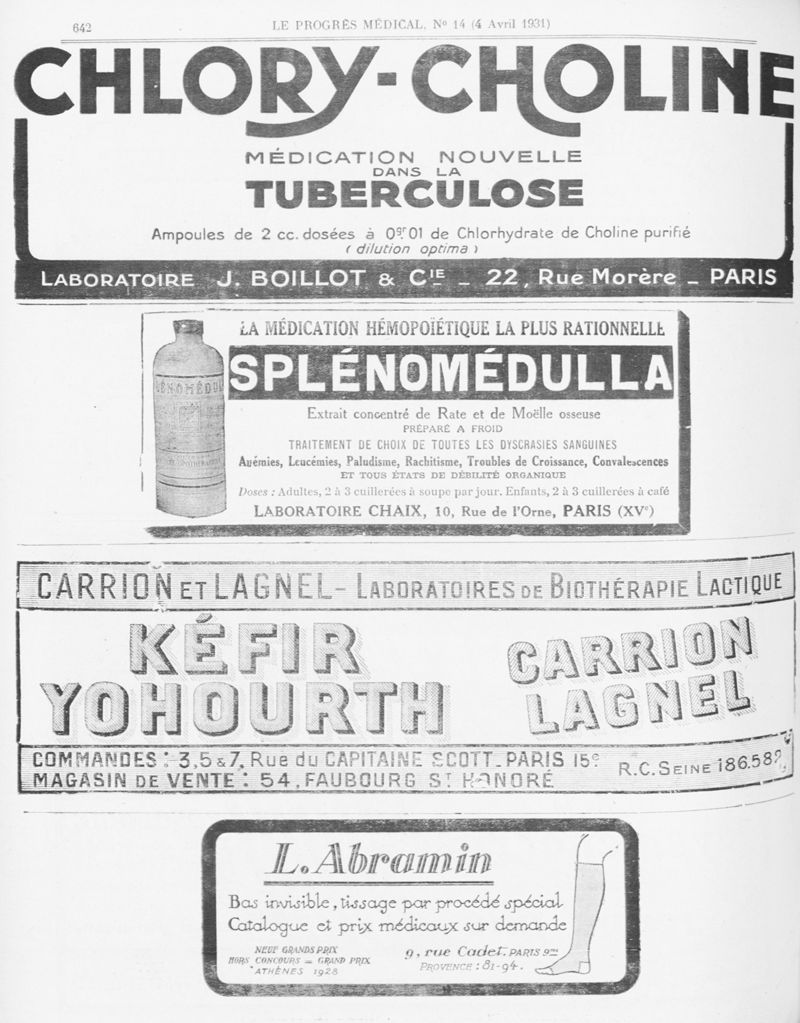 642
LE PROGRÈS MÉDICAL, Nº 14 (4 Avril 1931)
CHLORY-CHOLINE
MÉDICATION NOUVELLE
DANS LA
TUBERCULOSE
Ampoules de 2 cc. dosées à 0gr 01 de Chlorhydrate de Choline purifié
(dilution optima)
LABORATOIRE J. BOILLOT & CIE _ 22, Rue Morère _ PARIS
LA MÉDICATION HÉMOPOÏÉTIQUE LA PLUS RATIONNELLE
SPLÉNOMÉDULLA
Extrait concentré de Rate et de Moëlle osseuse
PRÉPARÉ A FROID
TRAITEMENT DE CHOIX DE TOUTES LES DYSCRASIES SANGUINES
Anémies, Leucémies, Paludisme, Rachitisme, Troubles de Croissance, Convalescences
ET TOUS ÉTATS DE DÉBILITÉ ORGANIQUE
Doses : Adultes, 2 à 3 cuillerées à soupe par jour. Enfants, 2 à 3 cuillerées à café
LABORATOIRE CHAIX, 10, Rue de l'Orne, PARIS (XVe)
CARRION ET LAGNEL - LABORATOIRES DE BIOTHÉRAPIE LACTIQUE
KÉFIR
YOHOURTH
CARRION
LAGNEL
COMMANDES : 3,5 & 7, Rue du CAPITAINE SCOTT_PARIS 15e
MAGASIN DE VENTE : 54, FAUBOURG ST HONORÉ
R.C. SEINE 186.582
L. Abramin
Bas invisible, tissage par procédé spécial
Catalogue et prix médicaux sur demande
NEUF GRANDS PRIX
HORS CONCOURS = GRAND PRIX
ATHÈNES 1928
9, rue Cadet. PARIS 9me
PROVENCE : 81-94.